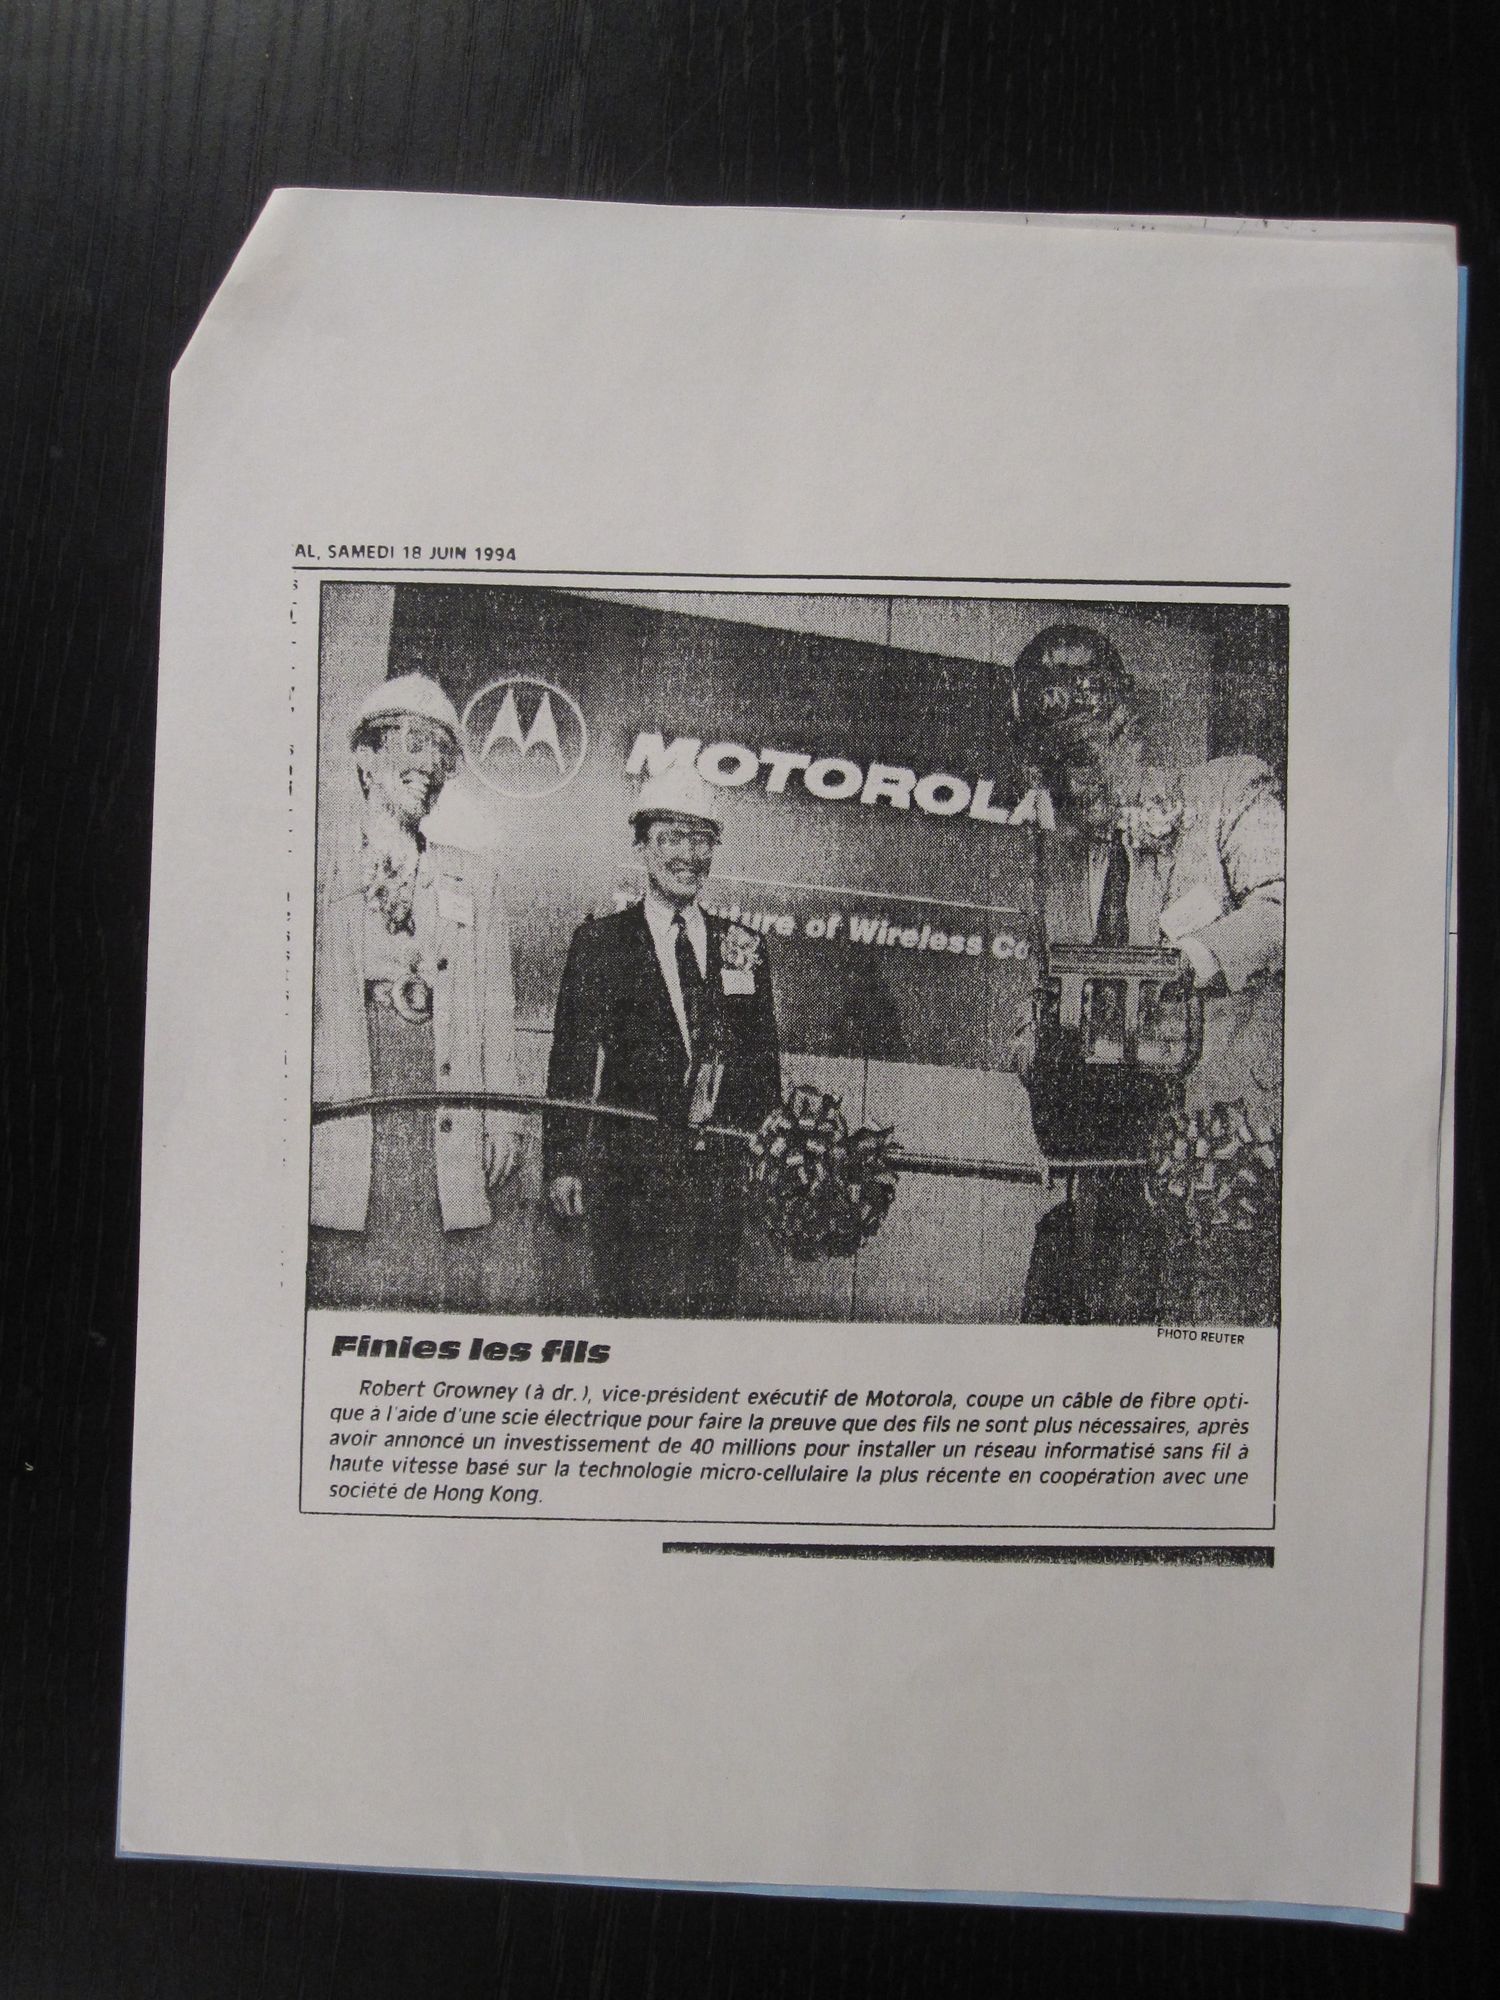 AL, SAMEDI 18 JUIN 1994
MOTOROLA
of Wireless
PHOTO REUTER
Finies les fils
Robert Growney (à dr.), vice-président exécutif de Motorola, coupe un câble de fibre opti-
que à l'aide d'une scie électrique pour faire la preuve que des fils ne sont plus nécessaires, après
avoir annoncé un investissement de 40 millions pour installer un réseau informatisé sans fil à
haute vitesse basé sur la technologie micro-cellulaire la plus récente en coopération avec une
société de Hong Kong.